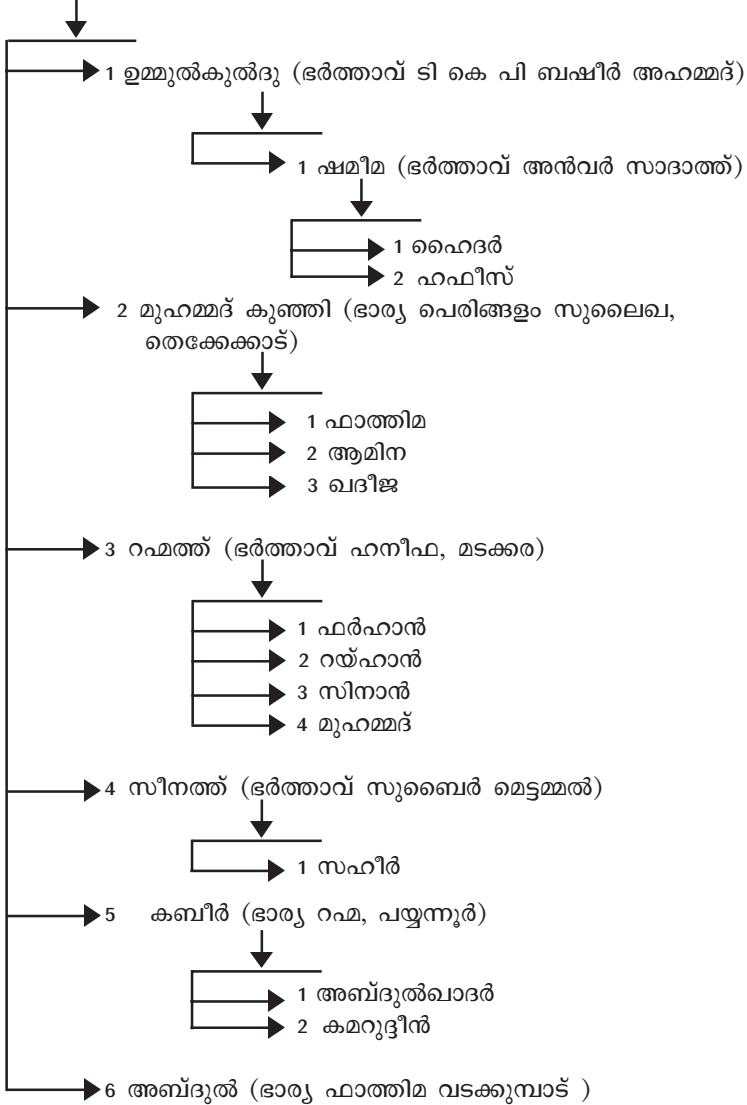 1 ഉമ്മുൽകുൽദു (ഭർത്താവ് ടി കെ പി ബഷീർ അഹമ്മദ്)
1 ഷമീമ (ഭർത്താവ് അൻവർ സാദാത്ത്)
1 ഹൈദർ
2 ഹഫീസ്
2 മുഹമ്മദ് കുഞ്ഞി (ഭാര്യ പെരിങ്ങളം സുലൈഖ,
തെക്കേക്കാട്)
1 ഫാത്തിമ
2 ആമിന
3 ഖദീജ
3 റഹ്മത്ത് (ഭർത്താവ് ഹനീഫ, മടക്കര)
1 ഫർഹാൻ
2 റയ്ഹാൻ
3 സിനാൻ
4 മുഹമ്മദ്
4 സീനത്ത് (ഭർത്താവ് സുബൈർ മെട്ടമ്മൽ)
1 സഹീർ
5 കബീർ (ഭാര്യ റഹ്മ, പയ്യന്നൂർ)
1 അബ്ദുൽഖാദർ
2 കമറുദ്ദീൻ
6 അബ്ദുൽ (ഭാര്യ ഫാത്തിമ വടക്കുമ്പാട് )